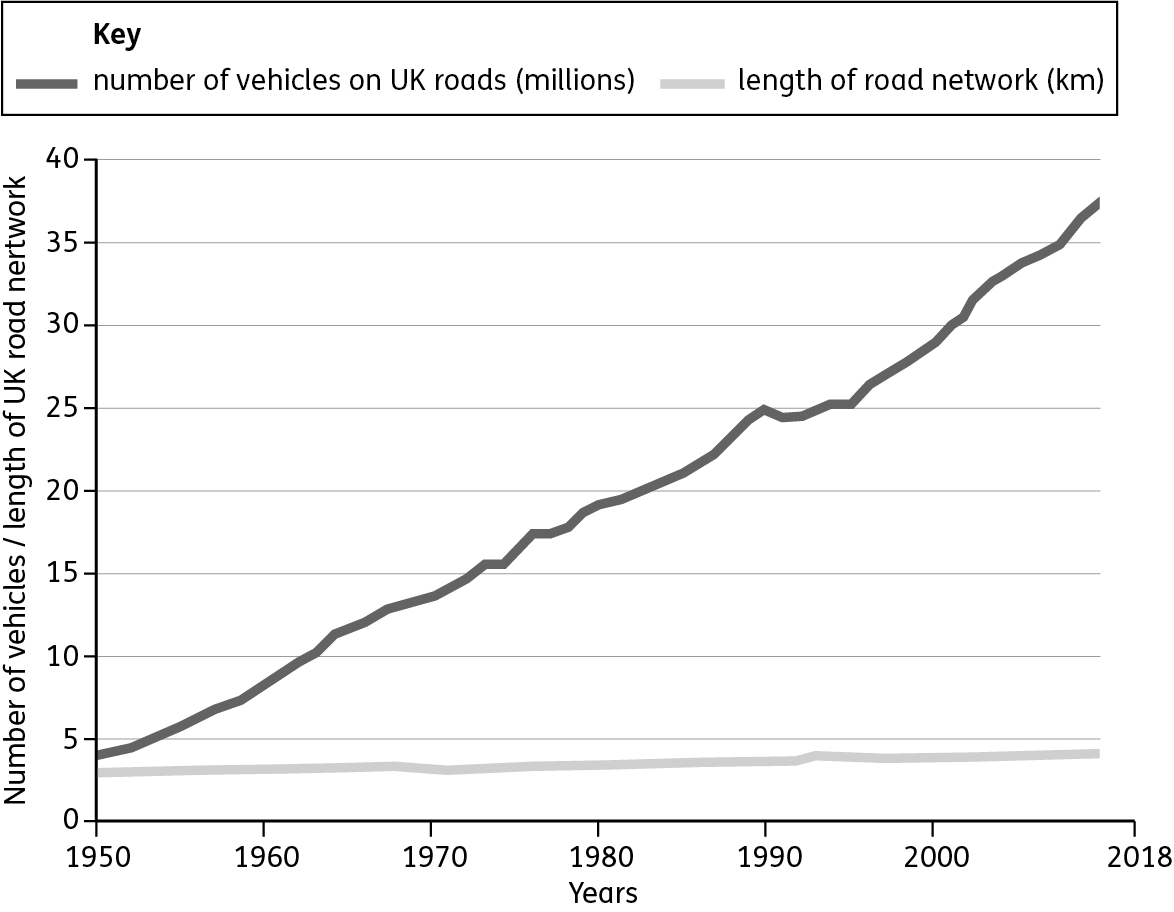 Key
number of vehicles on UK roads (millions)
length of road network (km)
Number of vehicles / length of UK road nertwork
40
35
30
25
20
15
10
5
0
1950 1960 1970 1980 1990 2000 2018
Years